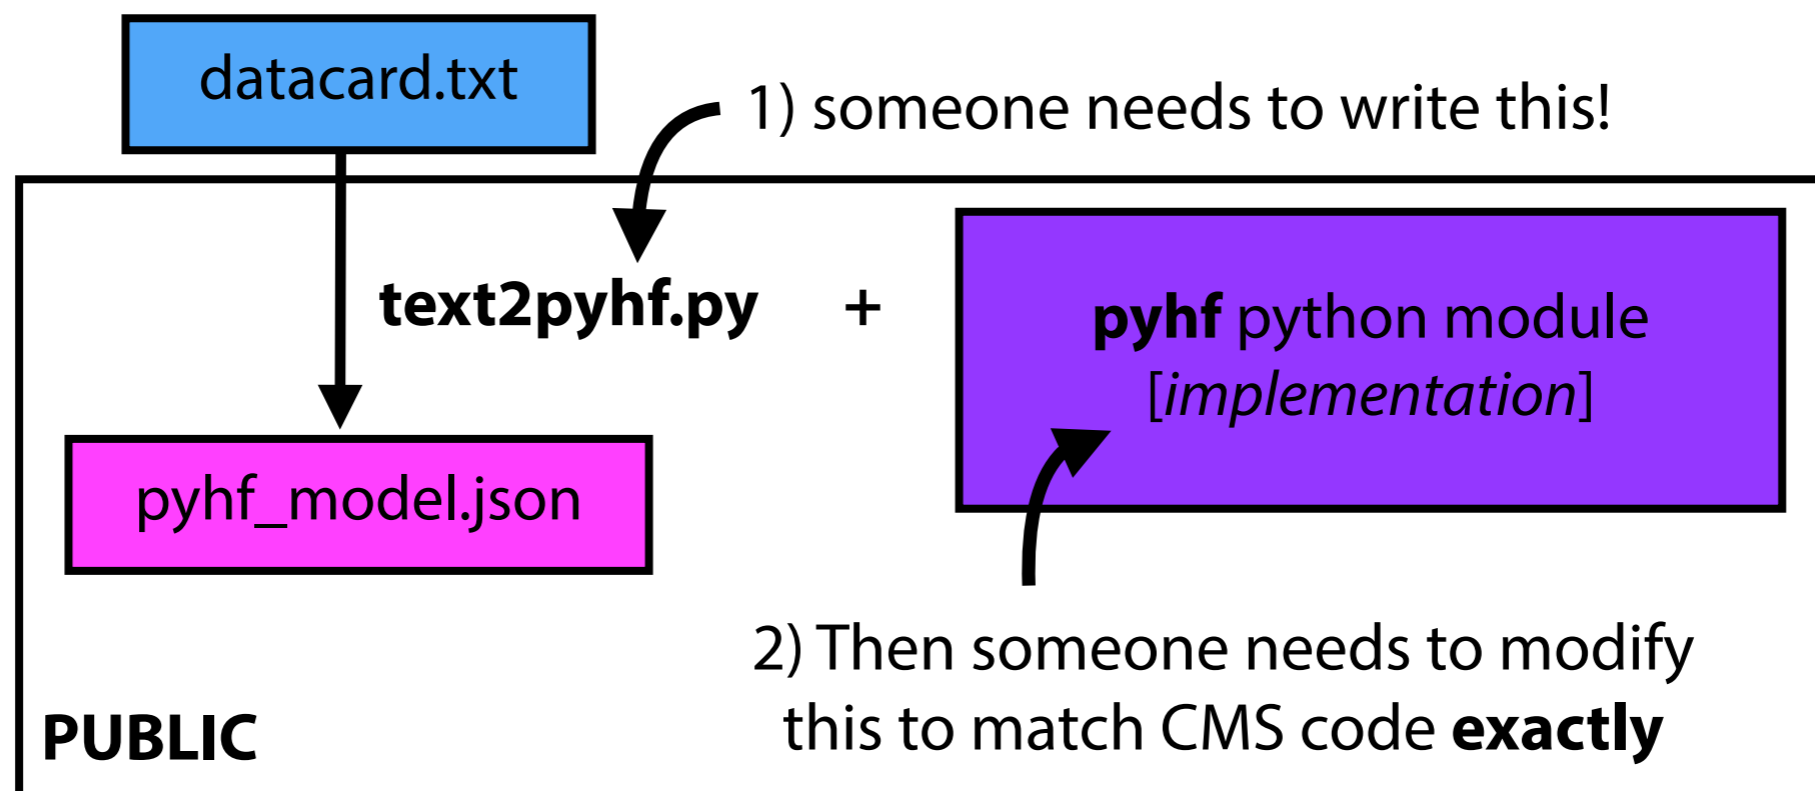 datacard.txt
1) someone needs to write this!
text2pyhf.py
+
pyhf python module
[implementation]
pyhf_model.json
2) Then someone needs to modify
this to match CMS code exactly
PUBLIC